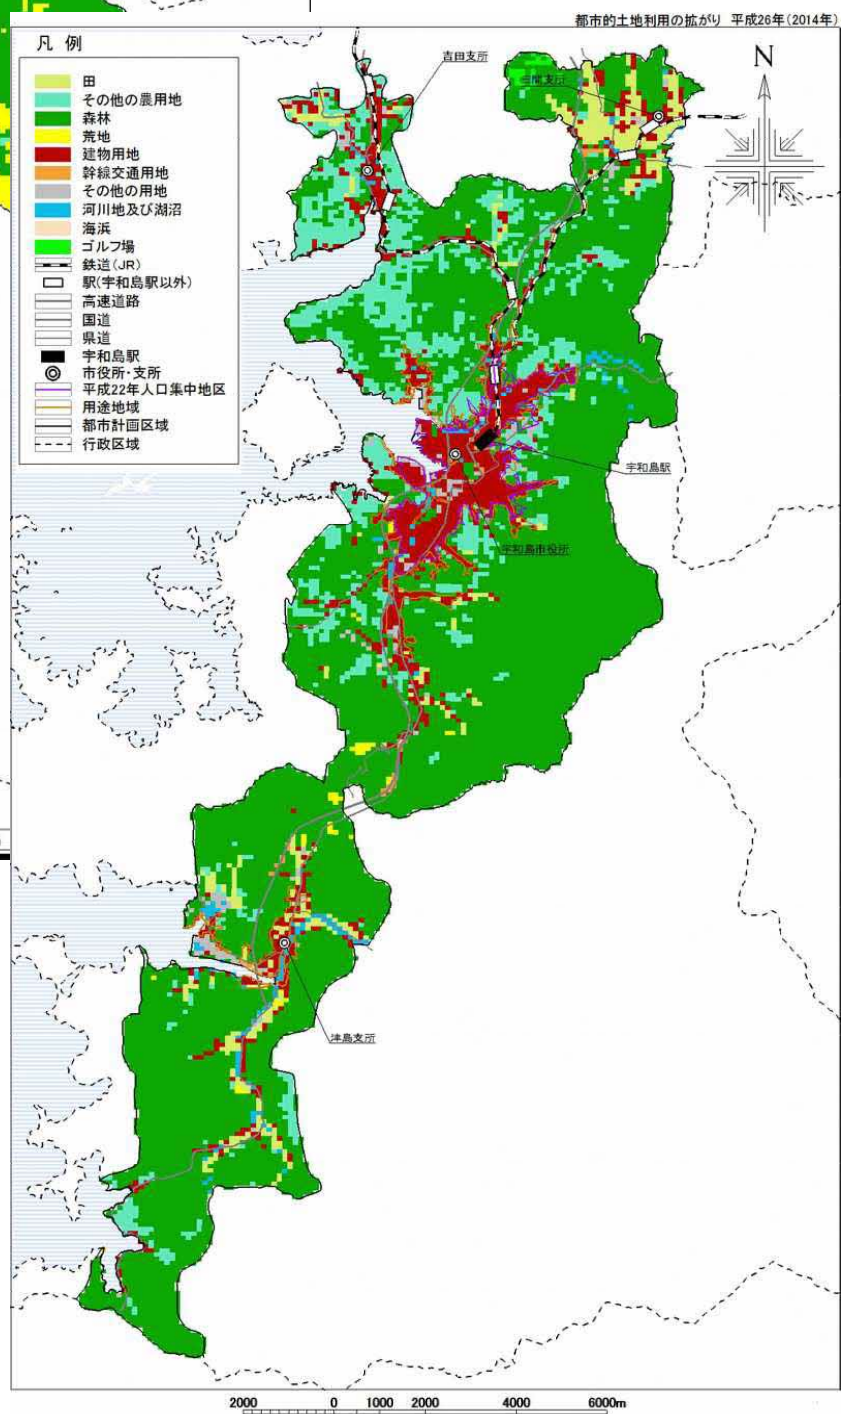 都市的土地利用の拡がり 平成26年(2014年)
凡 例
田
その他の農用地
森林
荒地
建物用地
幹線交通用地
その他の用地
河川地及び湖沼
海浜
ゴルフ場
鉄道(JR)
駅(宇和島駅以外)
高速道路
国道
県道
宇和島駅
市役所・支所
平成22年人口集中地区
用途地域
都市計画区域
行政区域
吉田支所
三間支所
N
宇和島駅
宇和島市役所
津島支所
2000 0 1000 2000 4000 6000m